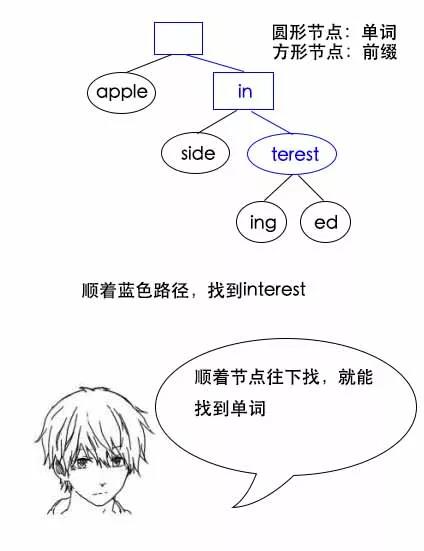 圆形节点：单词
方形节点：前缀
apple
in
side
terest
ing
ed
顺着蓝色路径，找到interest
顺着节点往下找，就能
找到单词